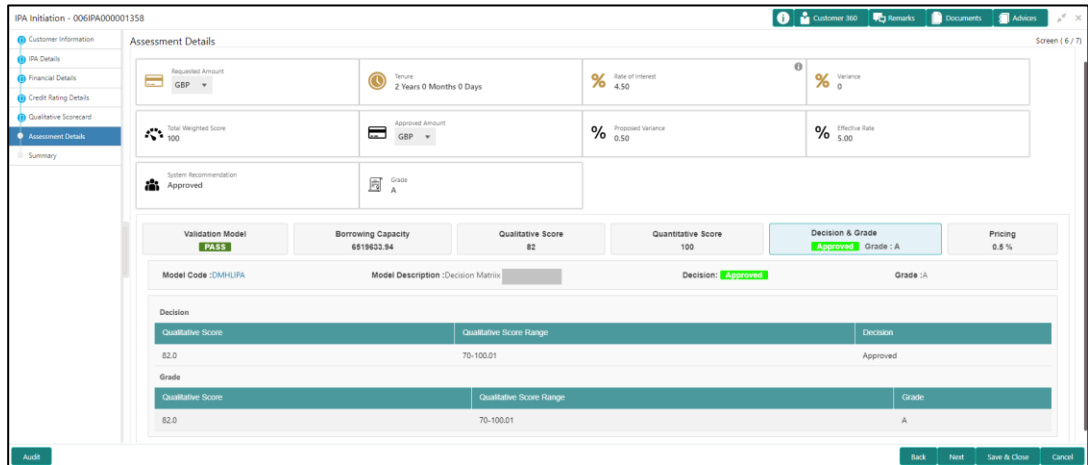 IPA Initiation - 006IPA000001358
Customer 360
Remarks
Documents
Advices
Customer Information
IPA Details
Financial Details
Credit Rating Details
Qualitative Scorecard
Assessment Details
Summary
Assessment Details
Screen ( 6 / 7)
Requested Amount
GBP
Tenure
2 Years 0 Months 0 Days
Rate of Interest
4.50
Variance
0
Total Weighted Score
100
Approved Amount
GBP
Proposed Variance
0.50
Effective Rate
5.00
System Recommendation
Approved
Grade
A
Validation Model
PASS
Borrowing Capacity
6519633.94
Qualitative Score
82
Quantitative Score
100
Decision & Grade
Approved Grade : A
Pricing
0.5 %
Model Code :DMHLIPA
Model Description :Decision Matriix
Decision: Approved
Grade :A
Decision
Qualitative Score Qualitative Score Range Decision
82.0 70-100.01 Approved
Grade
Qualitative Score Qualitative Score Range Grade
82.0 70-100.01 A
Audit
Back Next Save & Close Cancel